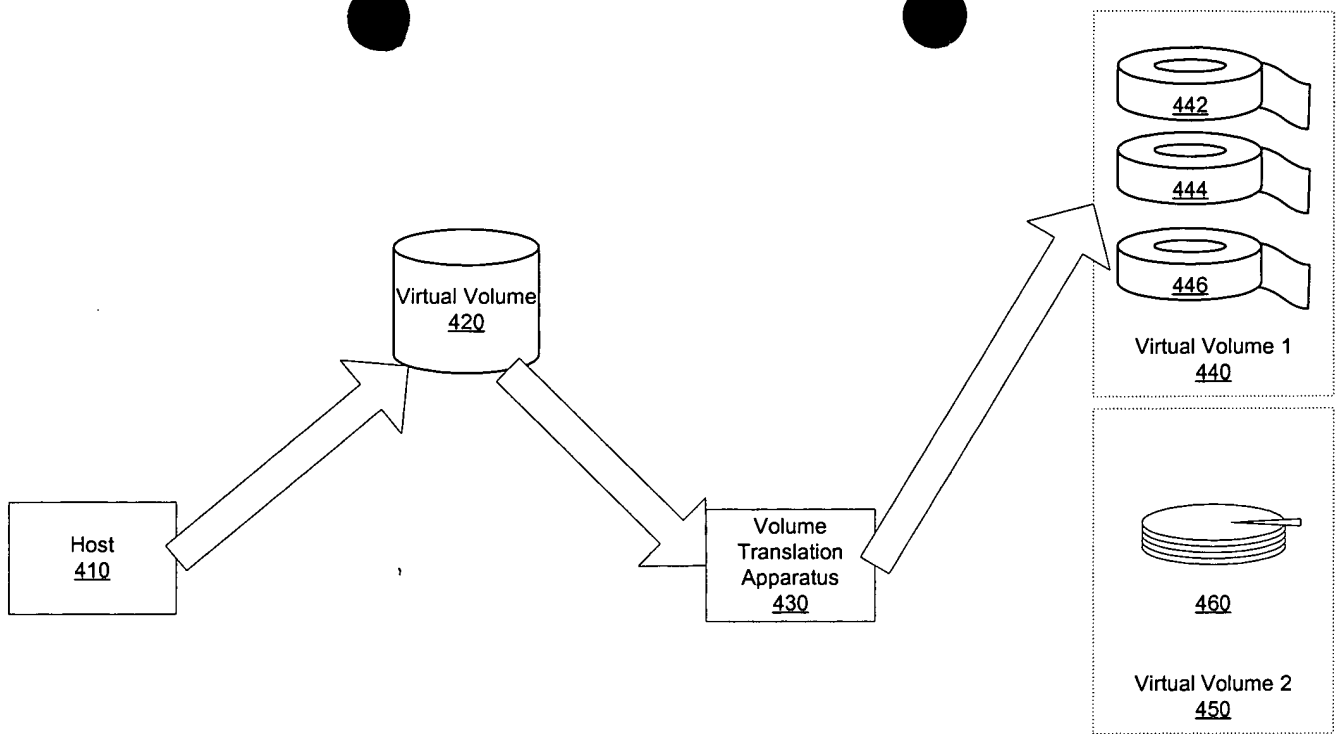 Host
410
Virtual Volume
420
Volume
Translation
Apparatus
430
442
444
446
Virtual Volume 1
440
460
Virtual Volume 2
450